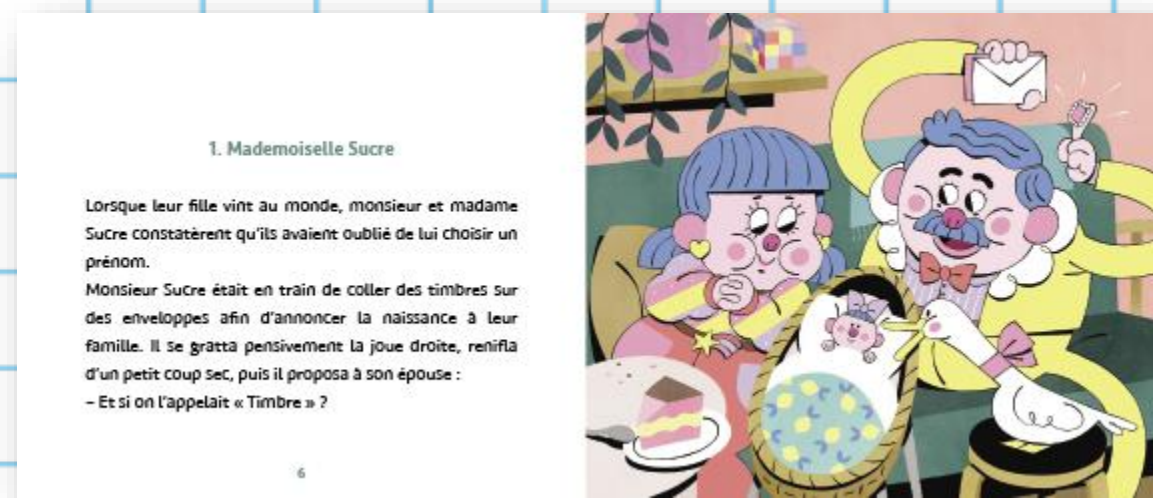 1. Mademoiselle Sucre
Lorsque leur fille vint au monde, monsieur et madame
Sucre constatèrent qu'ils avaient oublié de lui choisir un
prénom.
Monsieur Sucre était en train de coller des timbres sur
des enveloppes afin d'annoncer la naissance à leur
famille. Il se gratta pensivement la joue droite, renifla
d'un petit coup sec, puis il proposa à son épouse :
– Et si on l'appelait « Timbre » ?
6